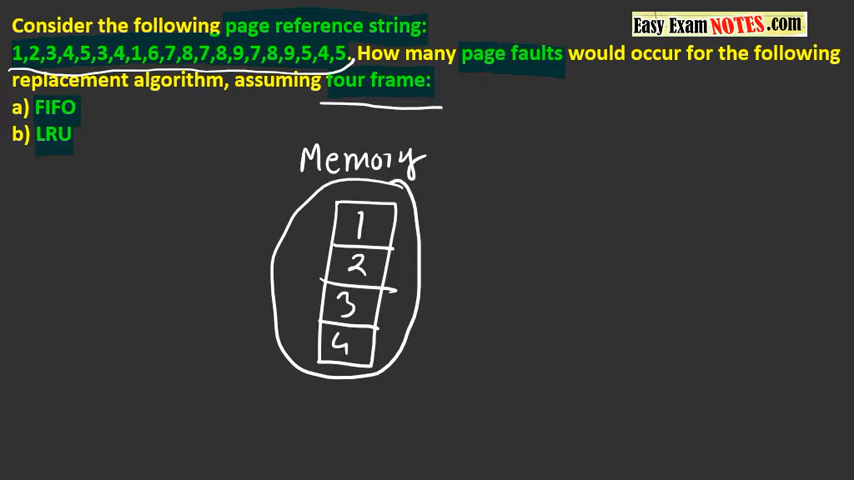 Consider the following page reference string:
Easy Exam NOTES.com
1,2,3,4,5,3,4,1,6,7,8,7,8,9,7,8,9,5,4,5. How many page faults would occur for the following
replacement algorithm, assuming four frame:
a) FIFO
b) LRU
Memory
1
2
3
4